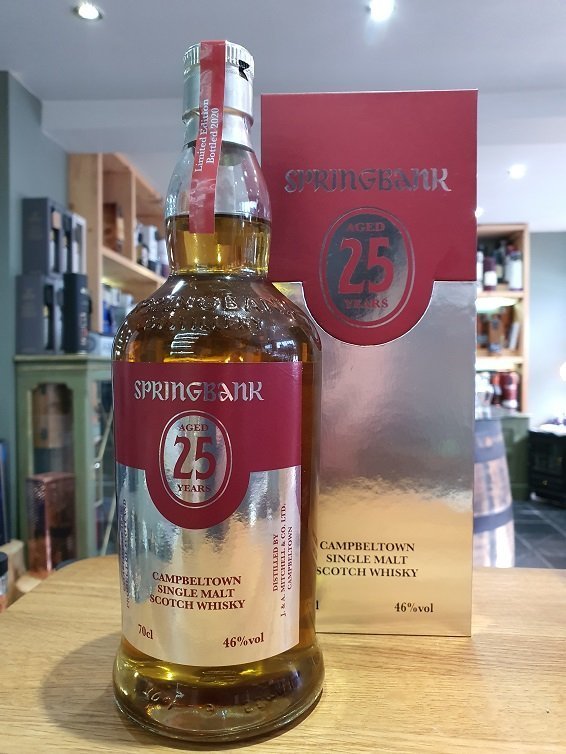 Limited Edition
Bottled 2020
SPRINGBANK
AGED
25
YEARS
CAMPBELTOWN
SINGLE MALT
SCOTCH WHISKY
70cl
46%vol
DISTILLED BY
J. & A. MITCHELL & CO. LTD.
CAMPBELTOWN
SPRINGBANK
AGED
25
YEARS
CAMPBELTOWN
SINGLE MALT
SCOTCH WHISKY
46%vol